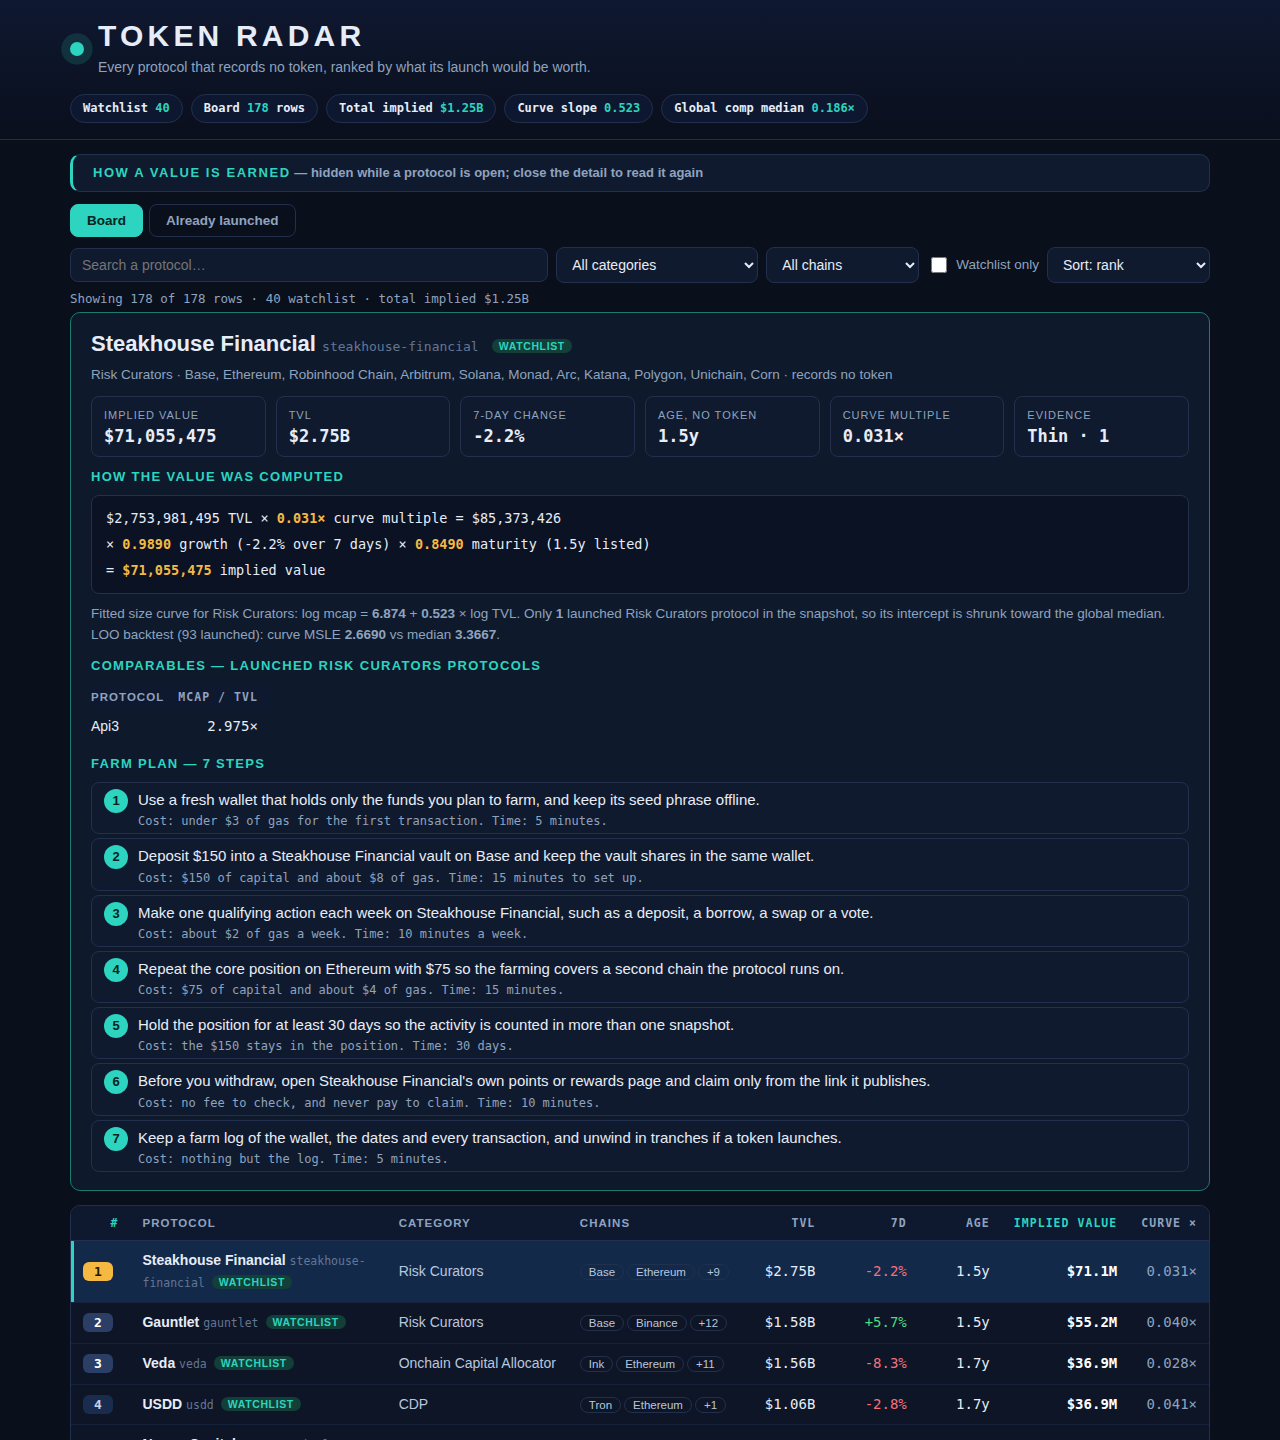 TOKEN RADAR
Every protocol that records no token, ranked by what its launch would be worth.
Watchlist 40
Board 178 rows
Total implied $1.25B
Curve slope 0.523
Global comp median 0.186×
HOW A VALUE IS EARNED — hidden while a protocol is open; close the detail to read it again
Board
Already launched
Search a protocol…
All categories
All chains
Watchlist only
Sort: rank
Showing 178 of 178 rows · 40 watchlist · total implied $1.25B
Steakhouse Financial steakhouse-financial WATCHLIST
Risk Curators · Base, Ethereum, Robinhood Chain, Arbitrum, Solana, Monad, Arc, Katana, Polygon, Unichain, Corn · records no token
IMPLIED VALUE
$71,055,475
TVL
$2.75B
7-DAY CHANGE
-2.2%
AGE, NO TOKEN
1.5y
CURVE MULTIPLE
0.031×
EVIDENCE
Thin · 1
HOW THE VALUE WAS COMPUTED
$2,753,981,495 TVL × 0.031× curve multiple = $85,373,426
× 0.9890 growth (-2.2% over 7 days) × 0.8490 maturity (1.5y listed)
= $71,055,475 implied value
Fitted size curve for Risk Curators: log mcap = 6.874 + 0.523 × log TVL. Only 1 launched Risk Curators protocol in the snapshot, so its intercept is shrunk toward the global median.
LOO backtest (93 launched): curve MSLE 2.6690 vs median 3.3667.
COMPARABLES — LAUNCHED RISK CURATORS PROTOCOLS
PROTOCOL MCAP / TVL
Api3 2.975×
FARM PLAN — 7 STEPS
1 Use a fresh wallet that holds only the funds you plan to farm, and keep its seed phrase offline.
Cost: under $3 of gas for the first transaction. Time: 5 minutes.
2 Deposit $150 into a Steakhouse Financial vault on Base and keep the vault shares in the same wallet.
Cost: $150 of capital and about $8 of gas. Time: 15 minutes to set up.
3 Make one qualifying action each week on Steakhouse Financial, such as a deposit, a borrow, a swap or a vote.
Cost: about $2 of gas a week. Time: 10 minutes a week.
4 Repeat the core position on Ethereum with $75 so the farming covers a second chain the protocol runs on.
Cost: $75 of capital and about $4 of gas. Time: 15 minutes.
5 Hold the position for at least 30 days so the activity is counted in more than one snapshot.
Cost: the $150 stays in the position. Time: 30 days.
6 Before you withdraw, open Steakhouse Financial's own points or rewards page and claim only from the link it publishes.
Cost: no fee to check, and never pay to claim. Time: 10 minutes.
7 Keep a farm log of the wallet, the dates and every transaction, and unwind in tranches if a token launches.
Cost: nothing but the log. Time: 5 minutes.
# PROTOCOL CATEGORY CHAINS TVL 7D AGE IMPLIED VALUE CURVE ×
1 Steakhouse Financial steakhouse-financial WATCHLIST Risk Curators Base Ethereum +9 $2.75B -2.2% 1.5y $71.1M 0.031×
2 Gauntlet gauntlet WATCHLIST Risk Curators Base Binance +12 $1.58B +5.7% 1.5y $55.2M 0.040×
3 Veda veda WATCHLIST Onchain Capital Allocator Ink Ethereum +11 $1.56B -8.3% 1.7y $36.9M 0.028×
4 USDD usdd WATCHLIST CDP Tron Ethereum +1 $1.06B -2.8% 1.7y $36.9M 0.041×